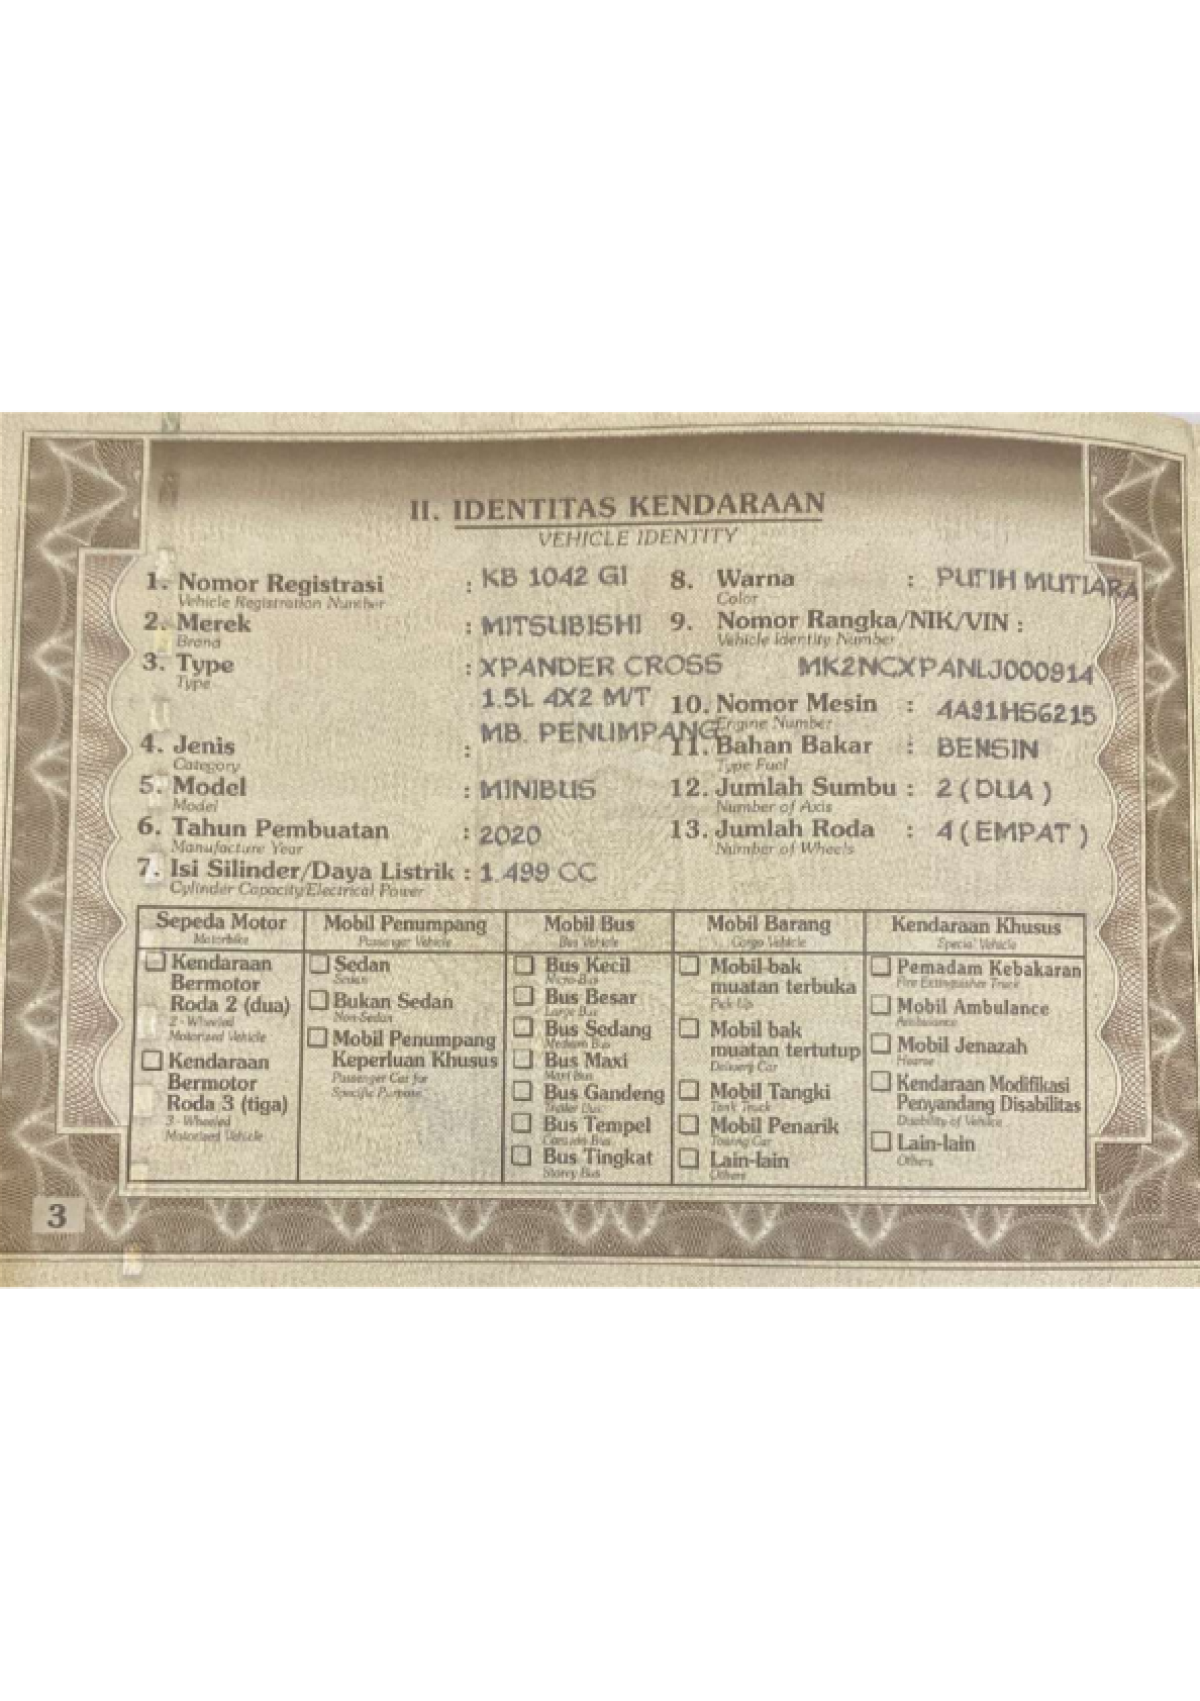 II. IDENTITAS KENDARAAN
VEHICLE IDENTITY
1. Nomor Registrasi : KB 1042 GI
Vehicle Registration Number
2. Merek : MITSUBISHI
Brand
3. Type : XPANDER CROSS
Type
1.5L 4X2 M/T
MB. PENUMPANG
4. Jenis :
Category
5. Model : MINIBUS
Model
6. Tahun Pembuatan : 2020
Manufacture Year
7. Isi Silinder/Daya Listrik : 1.499 CC
Cylinder Capacity/Electrical Power
8. Warna : PUTIH MUTIARA
Color
9. Nomor Rangka/NIK/VIN :
Vehicle Identity Number
MK2NCXPANLJ000914
10. Nomor Mesin : 4A91HS6215
Engine Number
11. Bahan Bakar : BENSIN
Type Fuel
12. Jumlah Sumbu : 2 ( DUA )
Number of Axis
13. Jumlah Roda : 4 ( EMPAT )
Number of Wheels
Sepeda Motor
Motorbike
Kendaraan
Bermotor
Roda 2 (dua)
2 - Wheeled
Motorized Vehicle
Kendaraan
Bermotor
Roda 3 (tiga)
3 - Wheeled
Motorized Vehicle
Mobil Penumpang
Passenger Vehicle
Sedan
Sedan
Bukan Sedan
Non-Sedan
Mobil Penumpang
Keperluan Khusus
Passenger Car for
Specific Purpose
Mobil Bus
Bus Vehicle
Bus Kecil
Micro Bus
Bus Besar
Large Bus
Bus Sedang
Medium Bus
Bus Maxi
Maxi Bus
Bus Gandeng
Trailer Bus
Bus Tempel
Bus
Bus Tingkat
Storey Bus
Mobil Barang
Cargo Vehicle
Mobil bak
muatan terbuka
Pick Up
Mobil bak
muatan tertutup
Delivery Car
Mobil Tangki
Tank Truck
Mobil Penarik
Towing Car
Lain-lain
Others
Kendaraan Khusus
Special Vehicle
Pemadam Kebakaran
Fire Extinguisher Truck
Mobil Ambulance
Ambulance
Mobil Jenazah
Hearse
Kendaraan Modifikasi
Penyandang Disabilitas
Disability of Vehicle
Lain-lain
Others
3